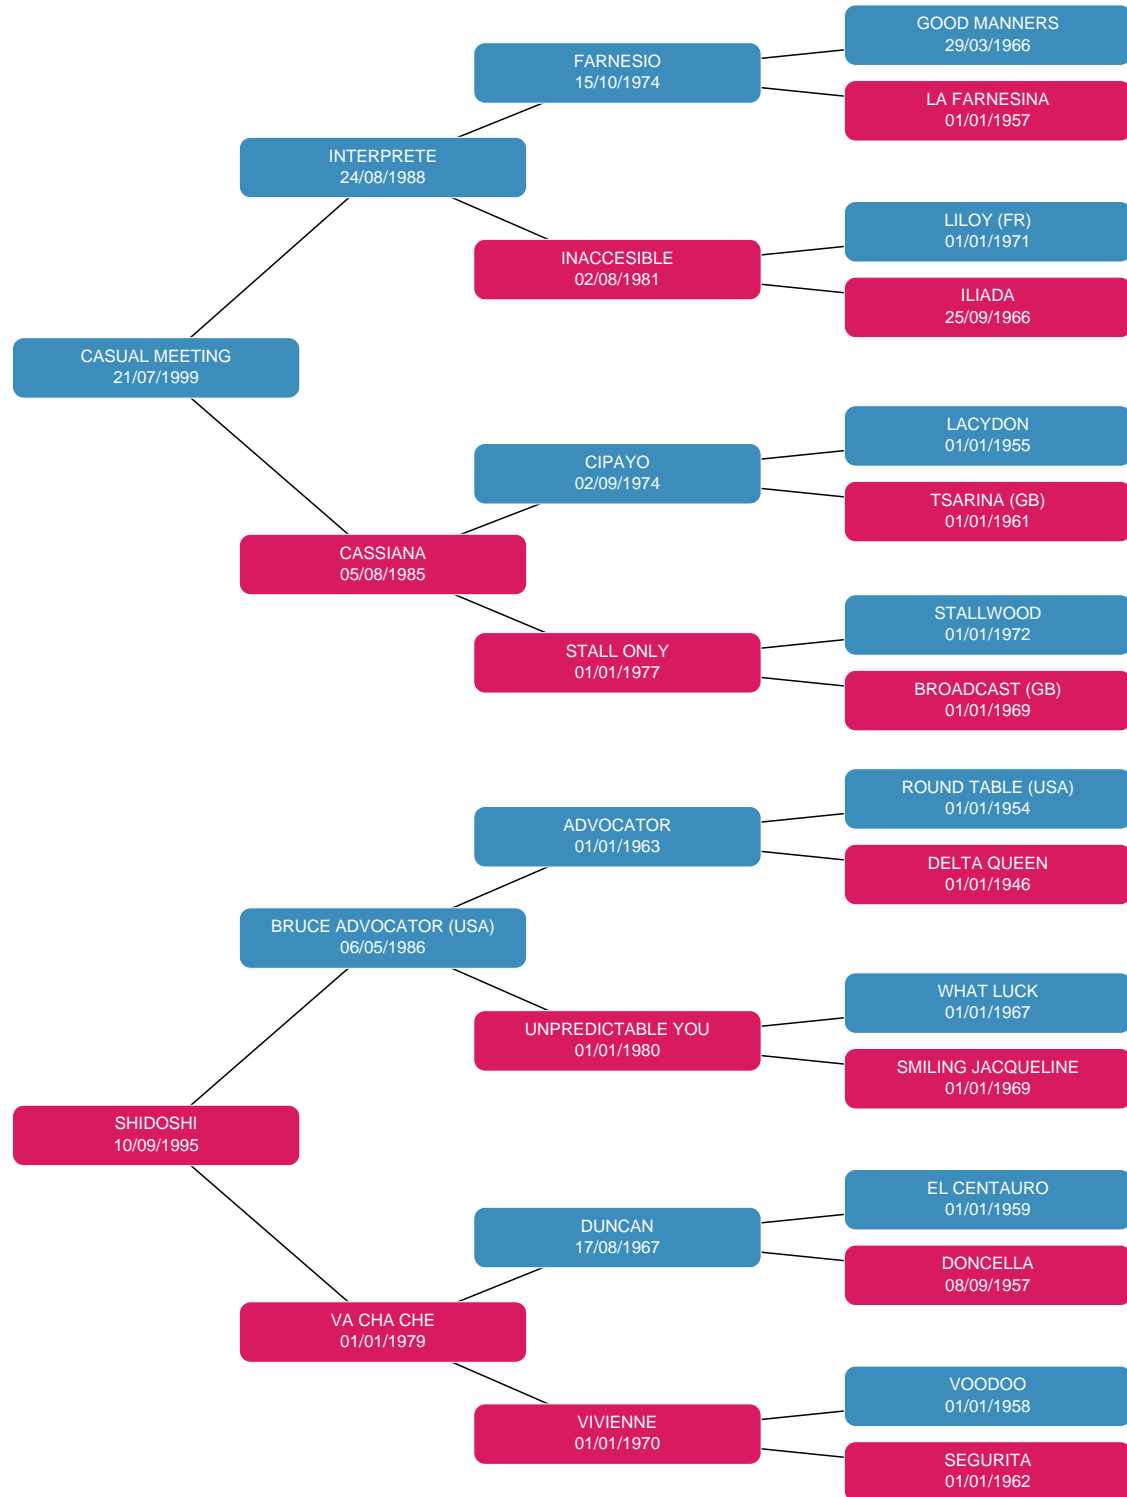 GOOD MANNERS
29/03/1966
FARNESIO
15/10/1974
LA FARNESINA
01/01/1957
INTERPRETE
24/08/1988
LILOY (FR)
01/01/1971
INACCESIBLE
02/08/1981
ILIADA
25/09/1966
CASUAL MEETING
21/07/1999
LACYDON
01/01/1955
CIPAYO
02/09/1974
TSARINA (GB)
01/01/1961
CASSIANA
05/08/1985
STALLWOOD
01/01/1972
STALL ONLY
01/01/1977
BROADCAST (GB)
01/01/1969
ROUND TABLE (USA)
01/01/1954
ADVOCATOR
01/01/1963
DELTA QUEEN
01/01/1946
BRUCE ADVOCATOR (USA)
06/05/1986
WHAT LUCK
01/01/1967
UNPREDICTABLE YOU
01/01/1980
SMILING JACQUELINE
01/01/1969
SHIDOSHI
10/09/1995
EL CENTAURO
01/01/1959
DUNCAN
17/08/1967
DONCELLA
08/09/1957
VA CHA CHE
01/01/1979
VOODOO
01/01/1958
VIVIENNE
01/01/1970
SEGURITA
01/01/1962